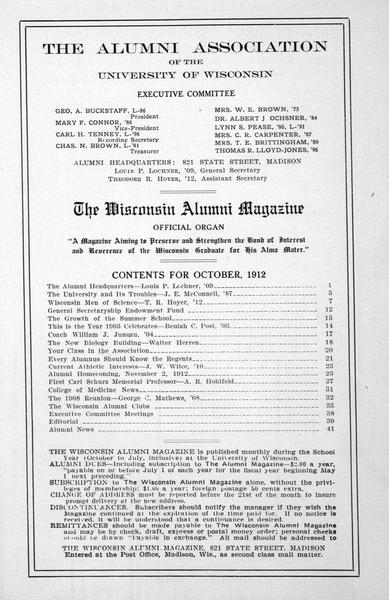 THE ALUMNI ASSOCIATION
OF THE
UNIVERSITY OF WISCONSIN
EXECUTIVE COMMITTEE
GEO. A. BUCKSTAFF, L-86
President
MARY F. CONNOR, '86
Vice-President
CARL H. TENNEY, L-'96
Recording Secretary
CHAS. N. BROWN, L-'81
Treasurer
MRS. W. E. BROWN, '75
DR. ALBERT J OCHSNER, '84
LYNN S. PEASE, '86, L-'91
MRS. C. R. CARPENTER, '87
MRS. T. E. BRITTINGHAM, '89
THOMAS R. LLOYD-JONES, '96
ALUMNI HEADQUARTERS: 821 STATE STREET, MADISON
LOUIS P. LOCHNER, '09, General Secretary
THEODORE R. HOYER, '12, Assistant Secretary
The Wisconsin Alumni Magazine
OFFICIAL ORGAN
"A Magazine Aiming to Preserve and Strengthen the Bond of Interest
and Reverence of the Wisconsin Graduate for His Alma Mater."
CONTENTS FOR OCTOBER, 1912
The Alumni Headquarters—Louis P. Lochner, '09 1
The University and Its Troubles—J. E. McConnell, '87 5
Wisconsin Men of Science—T. R. Hoyer, '12 7
General Secretaryship Endowment Fund 12
The Growth of the Summer School 13
This is the Year 1903 Celebrates—Beulah C. Post, '03 14
Coach William J. Juneau, '04 17
The New Biology Building—Walter Herren 18
Your Class in the Association 20
Every Alumnus Should Know the Regents 21
Current Athletic Interests—J. W. Wilce, '10 23
Alumni Homecoming, November 2, 1912 25
First Carl Schurz Memorial Professor—A. R. Hohlfeld 27
College of Medicine News 31
The 1908 Reunion—George C. Mathews, '08 32
The Wisconsin Alumni Clubs 33
Executive Committee Meetings 38
Editorial 39
Alumni News 41
THE WISCONSIN ALUMNI MAGAZINE is published monthly during the School
Year (October to July, inclusive) at the University of Wisconsin.
ALUMNI DUES—Including subscription to The Alumni Magazine—$2.00 a year,
"payable on or before July 1 of each year for the fiscal year beginning May
1 next preceding."
SUBSCRIPTION to The Wisconsin Alumni Magazine alone, without the privi-
leges of membership: $1.00 a year; foreign postage 50 cents extra.
CHANGE OF ADDRESS must be reported before the 21st of the month to insure
prompt delivery at the new address.
DISCONTINUANCES. Subscribers should notify the manager if they wish the
Magazine continued at the expiration of the time paid for. If no notice is
received, it will be understood that a continuance is desired.
REMITTANCES should be made payable to The Wisconsin Alumni Magazine
and may be by check, draft, express or postal money order; personal checks
should be drawn "Payable in exchange." All mail should be addressed to
THE WISCONSIN ALUMNI MAGAZINE, 821 STATE STREET, MADISON
Entered at the Post Office, Madison, Wis., as second class mail matter.